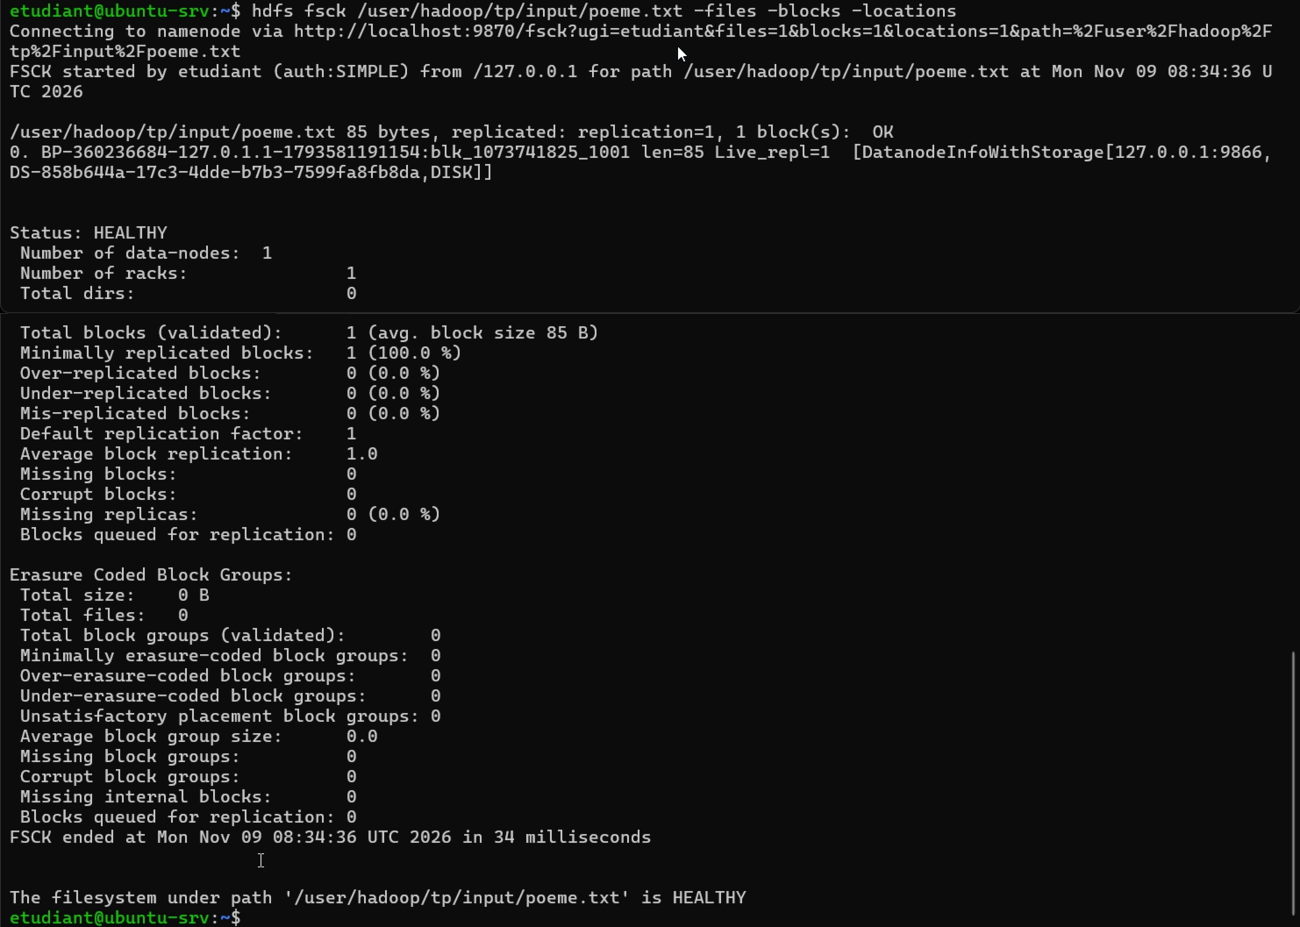 etudiant@ubuntu-srv:~$ hdfs fsck /user/hadoop/tp/input/poeme.txt -files -blocks -locations
Connecting to namenode via http://localhost:9870/fsck?ugi=etudiant&files=1&blocks=1&locations=1&path=%2Fuser%2Fhadoop%2F
tp%2Finput%2Fpoeme.txt
FSCK started by etudiant (auth:SIMPLE) from /127.0.0.1 for path /user/hadoop/tp/input/poeme.txt at Mon Nov 09 08:34:36 U
TC 2026
/user/hadoop/tp/input/poeme.txt 85 bytes, replicated: replication=1, 1 block(s):  OK
0. BP-360236684-127.0.1.1-1793581191154:blk_1073741825_1001 len=85 Live_repl=1  [DatanodeInfoWithStorage[127.0.0.1:9866,
DS-858b644a-17c3-4dde-b7b3-7599fa8fb8da,DISK]]
Status: HEALTHY
Number of data-nodes:  1
Number of racks:               1
Total dirs:                    0
Total blocks (validated):      1 (avg. block size 85 B)
Minimally replicated blocks:   1 (100.0 %)
Over-replicated blocks:        0 (0.0 %)
Under-replicated blocks:       0 (0.0 %)
Mis-replicated blocks:         0 (0.0 %)
Default replication factor:    1
Average block replication:     1.0
Missing blocks:                0
Corrupt blocks:                0
Missing replicas:              0 (0.0 %)
Blocks queued for replication: 0
Erasure Coded Block Groups:
Total size:    0 B
Total files:   0
Total block groups (validated):        0
Minimally erasure-coded block groups:  0
Over-erasure-coded block groups:       0
Under-erasure-coded block groups:      0
Unsatisfactory placement block groups: 0
Average block group size:      0.0
Missing block groups:          0
Corrupt block groups:          0
Missing internal blocks:       0
Blocks queued for replication: 0
FSCK ended at Mon Nov 09 08:34:36 UTC 2026 in 34 milliseconds
The filesystem under path '/user/hadoop/tp/input/poeme.txt' is HEALTHY
etudiant@ubuntu-srv:~$